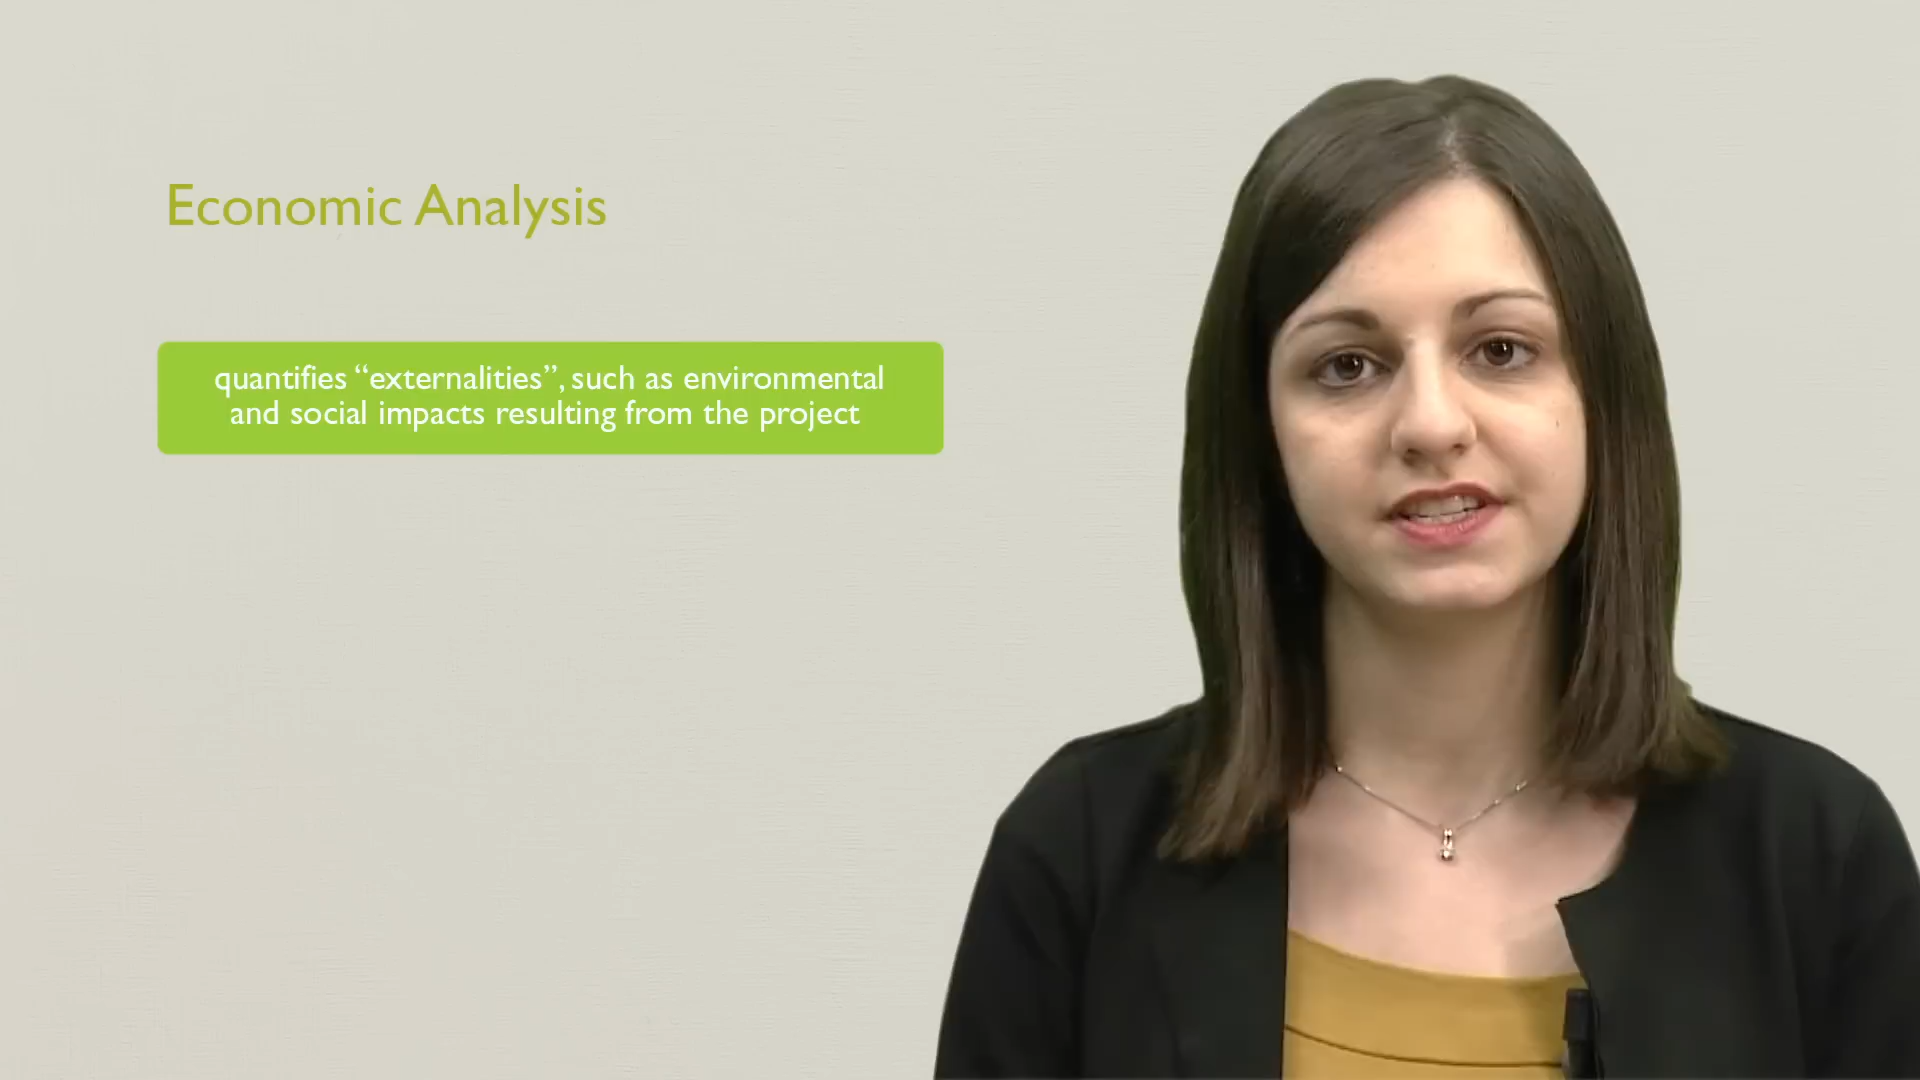 Economic Analysis
quantifies “externalities”, such as environmental
and social impacts resulting from the project